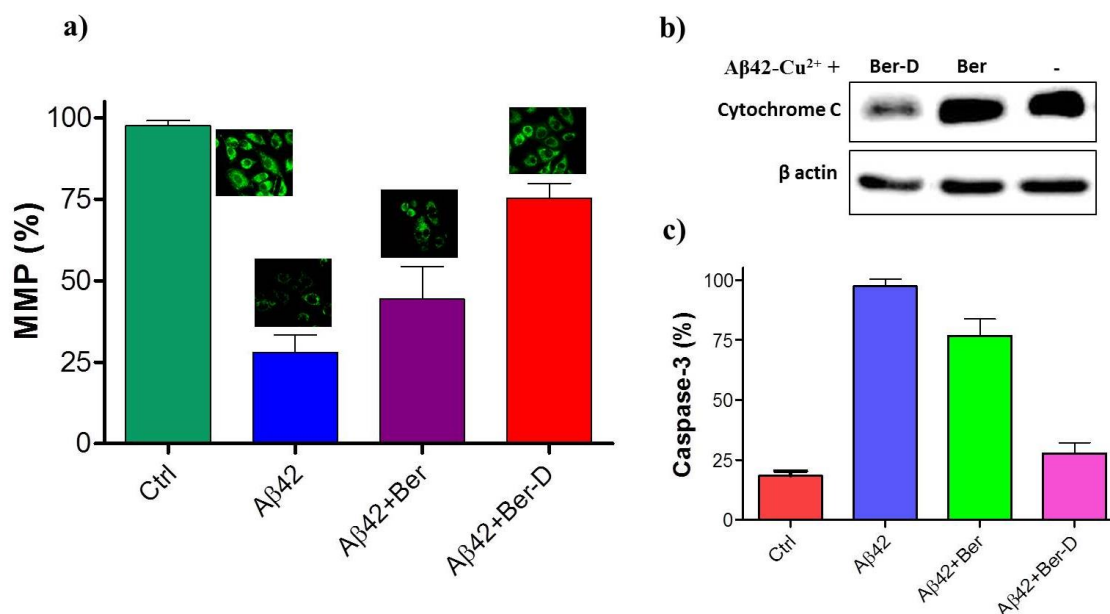 a)
MMP (%)
100
75
50
25
0
Ctrl
Aβ42
Aβ42+Ber
Aβ42+Ber-D
b)
Aβ42-Cu²⁺ + Ber-D Ber -
Cytochrome C
β actin
c)
Caspase-3 (%)
100
75
50
25
0
Ctrl
Aβ42
Aβ42+Ber
Aβ42+Ber-D